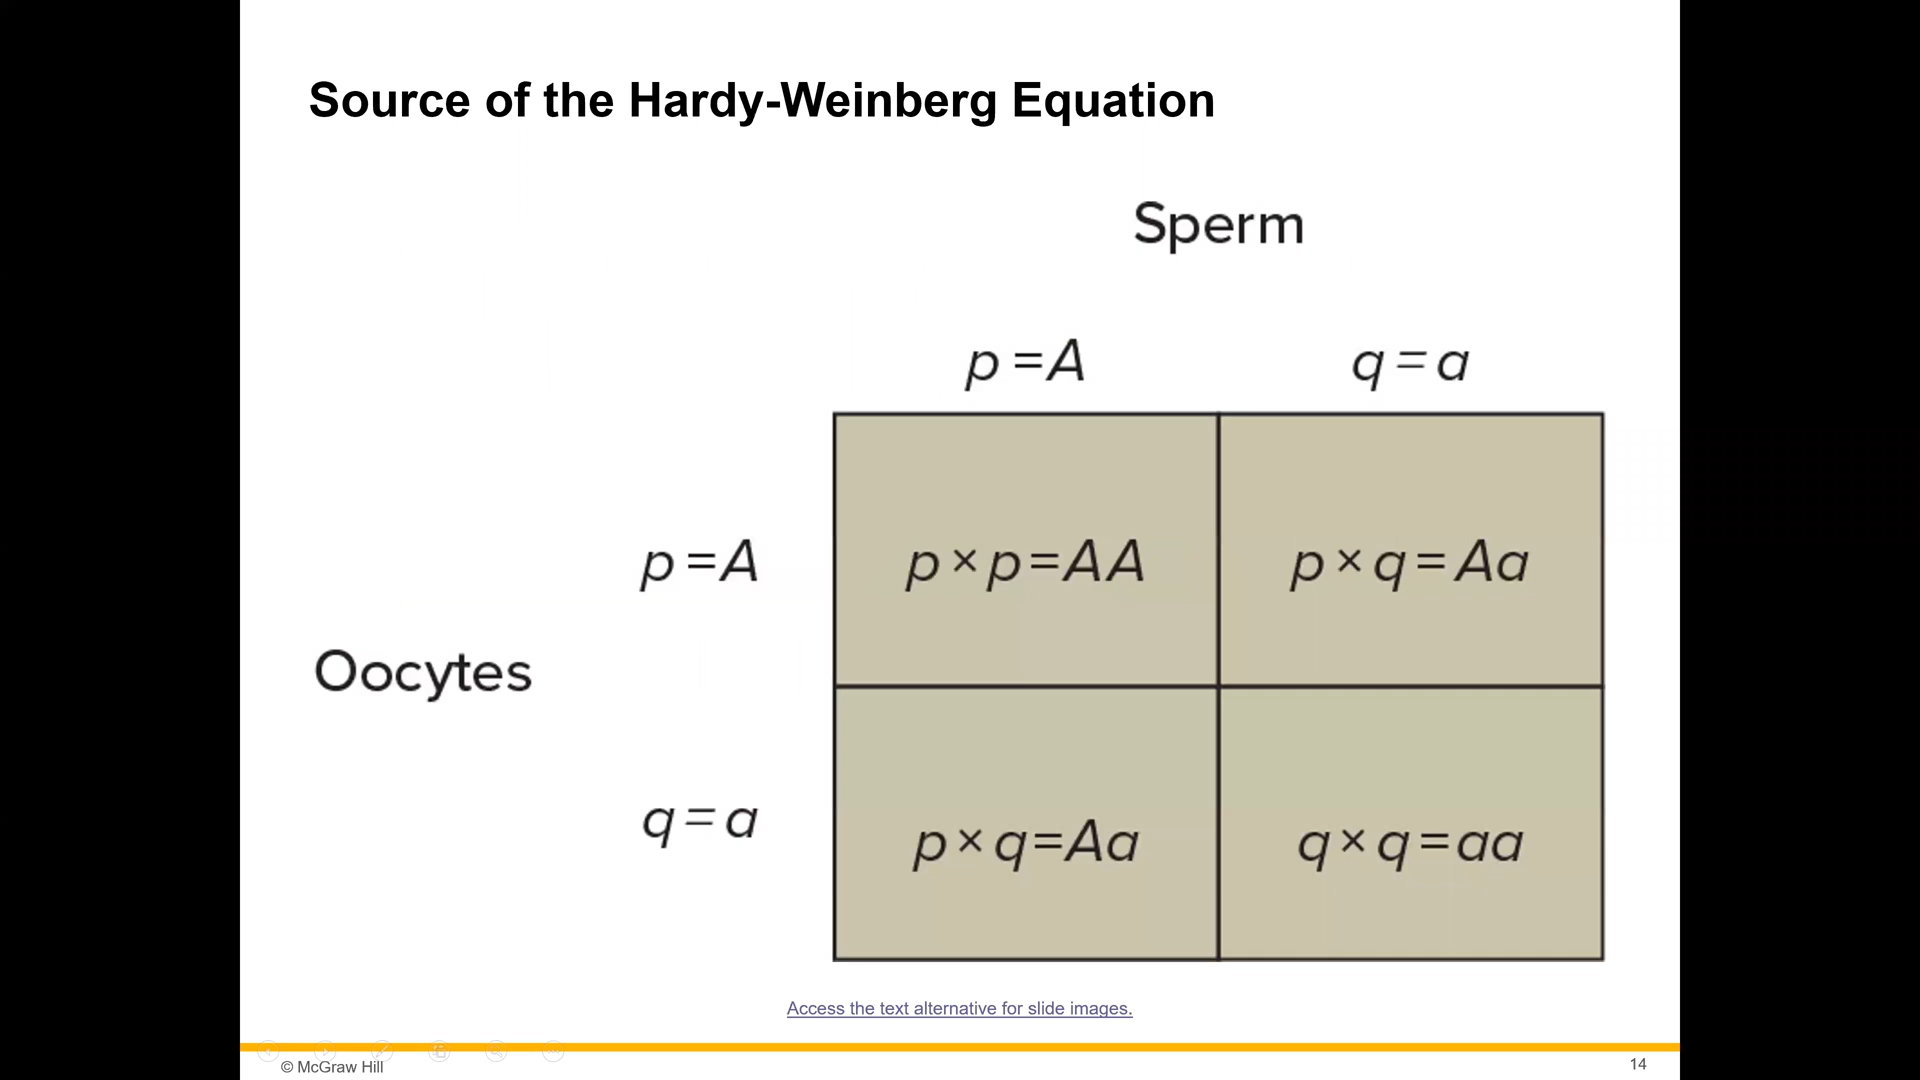 Source of the Hardy-Weinberg Equation
Sperm
p = A
q = a
p = A
p × p = AA
p × q = Aa
Oocytes
q = a
p × q = Aa
q × q = aa
Access the text alternative for slide images.
© McGraw Hill
14